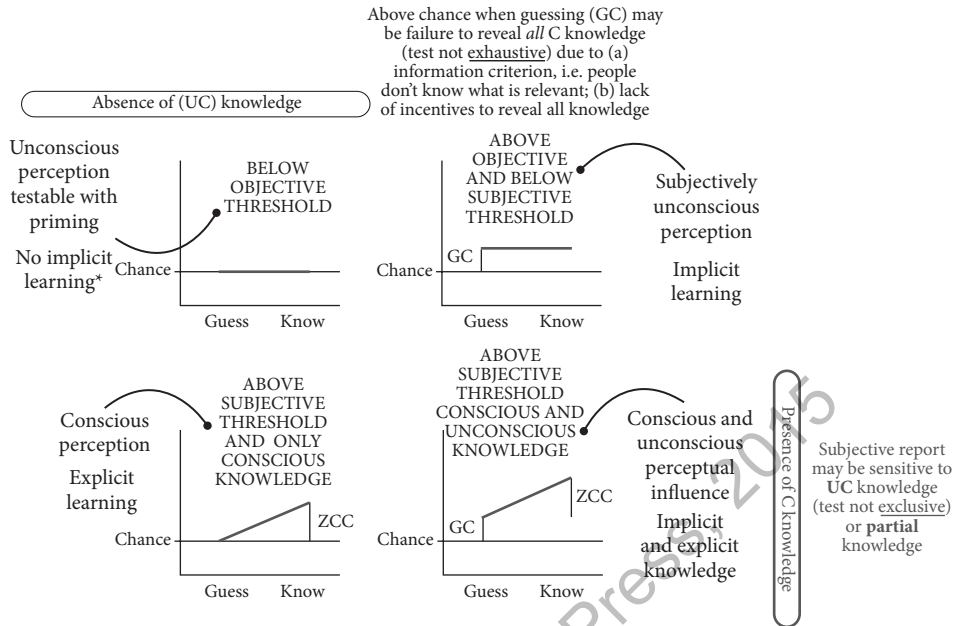 Above chance when guessing (GC) may
be failure to reveal all C knowledge
(test not exhaustive) due to (a)
information criterion, i.e. people
don't know what is relevant; (b) lack
of incentives to reveal all knowledge
Absence of (UC) knowledge
Unconscious
perception
testable with
priming
No implicit
learning*
BELOW
OBJECTIVE
THRESHOLD
Chance
Guess Know
ABOVE
OBJECTIVE
AND BELOW
SUBJECTIVE
THRESHOLD
GC
Guess Know
Subjectively
unconscious
perception
Implicit
learning
Conscious
perception
Explicit
learning
ABOVE
SUBJECTIVE
THRESHOLD
AND ONLY
CONSCIOUS
KNOWLEDGE
ZCC
Chance
Guess Know
ABOVE
SUBJECTIVE
THRESHOLD
CONSCIOUS AND
UNCONSCIOUS
KNOWLEDGE
ZCC
GC
Chance
Guess Know
Conscious and
unconscious
perceptual
influence
Implicit
and explicit
knowledge
Presence of C knowledge
Subjective report
may be sensitive to
UC knowledge
(test not exclusive)
or partial
knowledge
Press, 2015